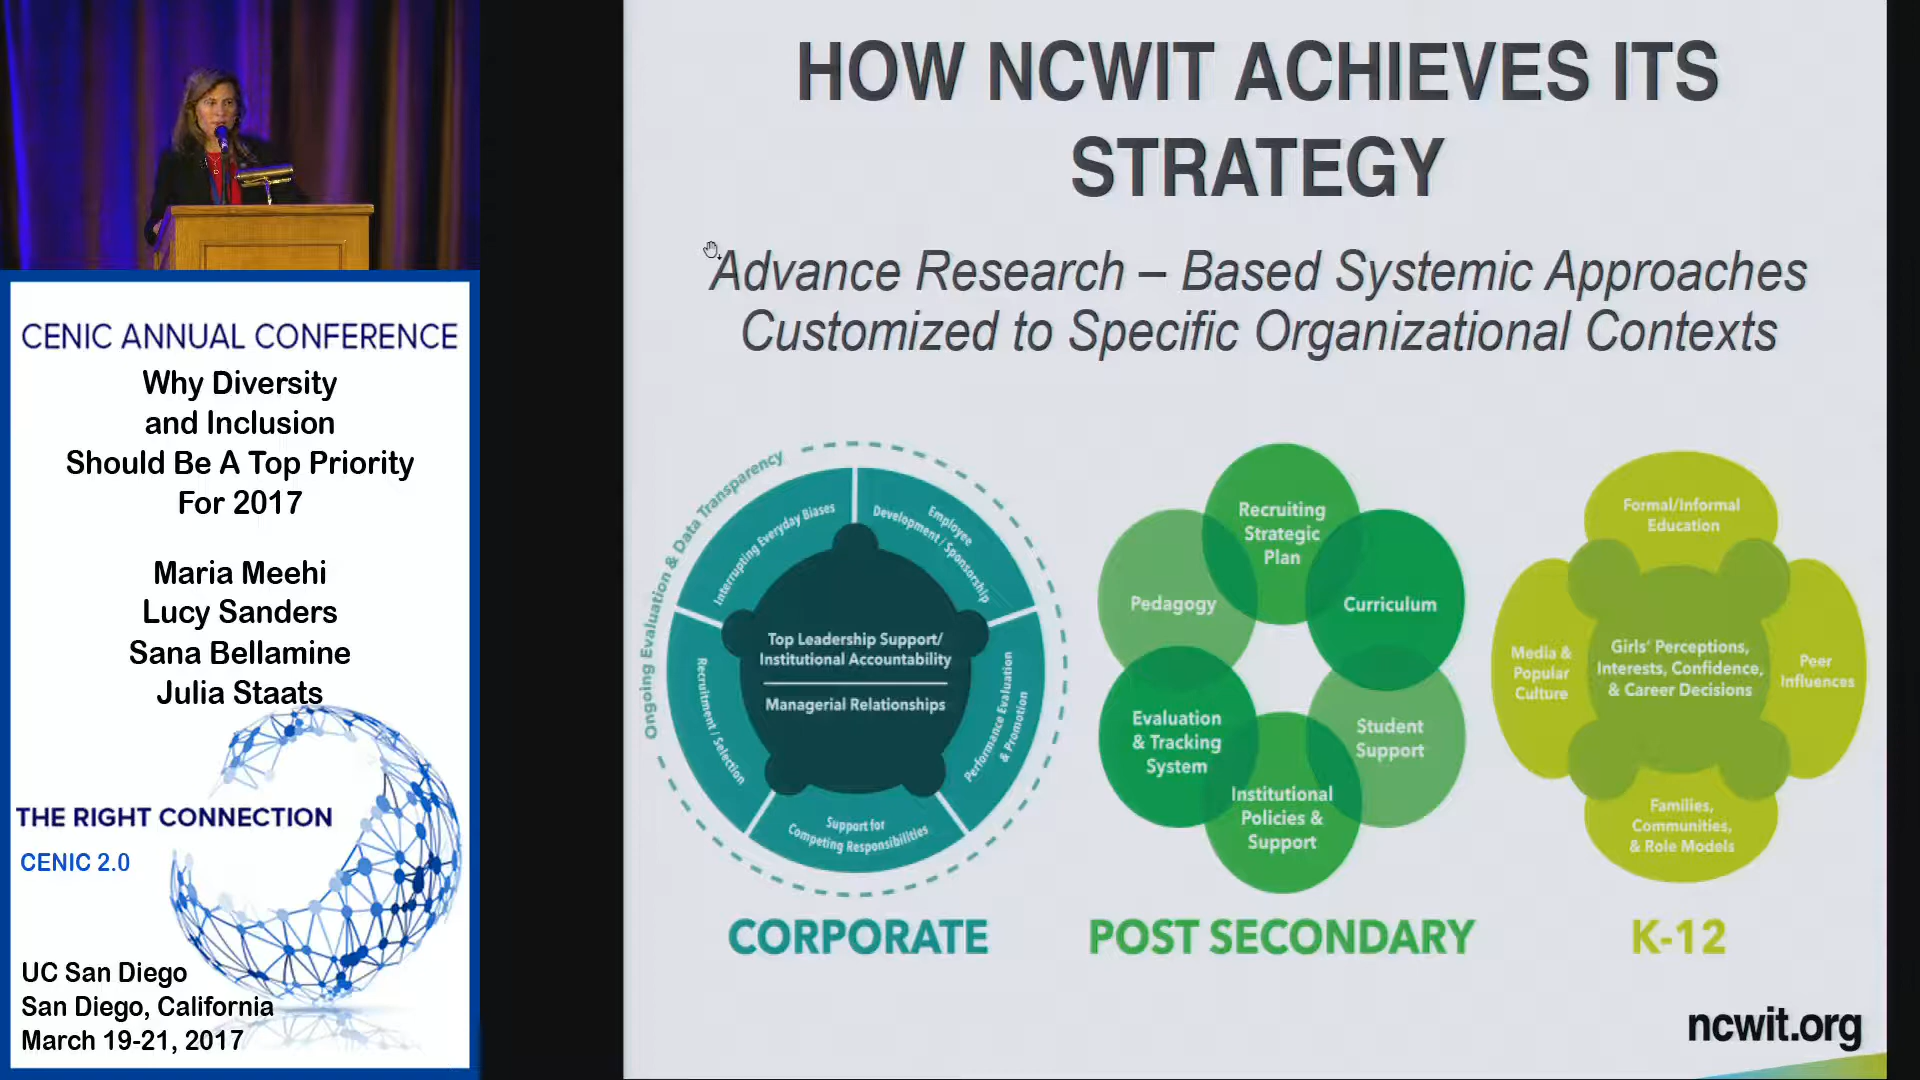 CENIC ANNUAL CONFERENCE
Why Diversity
and Inclusion
Should Be A Top Priority
For 2017
Maria Meehi
Lucy Sanders
Sana Bellamine
Julia Staats
THE RIGHT CONNECTION
CENIC 2.0
UC San Diego
San Diego, California
March 19-21, 2017
HOW NCWIT ACHIEVES ITS
STRATEGY
Advance Research – Based Systemic Approaches
Customized to Specific Organizational Contexts
Ongoing Evaluation & Data Transparency
Interrupting Everyday Biases
Employee
Development / Sponsorship
Performance Evaluation
& Promotion
Support for
Competing Responsibilities
Recruitment / Selection
Top Leadership Support/
Institutional Accountability
Managerial Relationships
CORPORATE
Recruiting
Strategic
Plan
Pedagogy
Curriculum
Evaluation
& Tracking
System
Student
Support
Institutional
Policies &
Support
POST SECONDARY
Formal/Informal
Education
Media &
Popular
Culture
Girls' Perceptions,
Interests, Confidence,
& Career Decisions
Peer
Influences
Families,
Communities,
& Role Models
K-12
ncwit.org